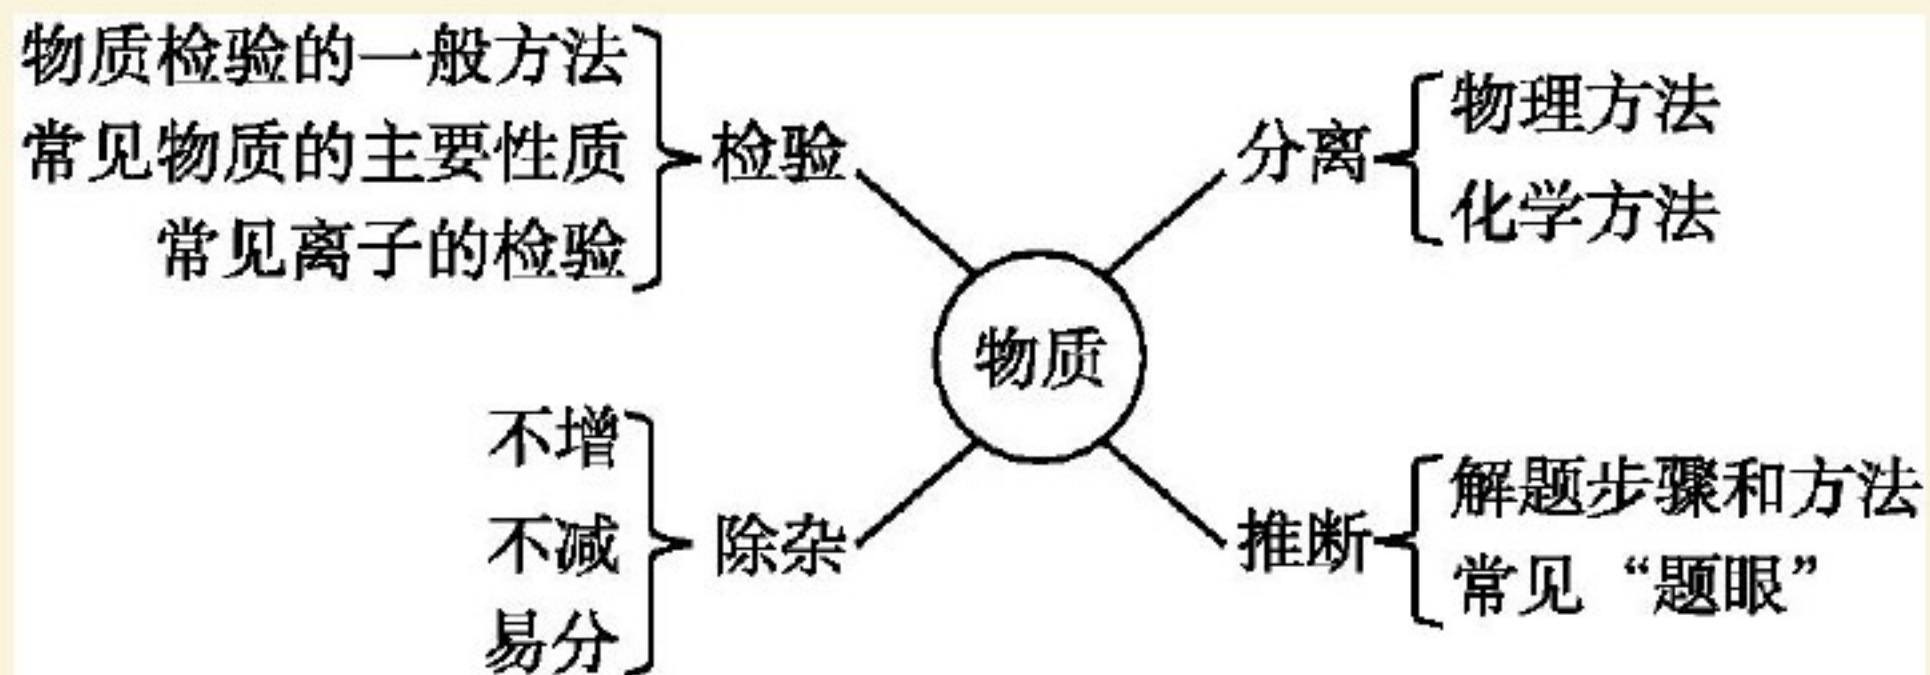 物质检验的一般方法
常见物质的主要性质
常见离子的检验
检验
分离
物理方法
化学方法
物质
不增
不减
易分
除杂
推断
解题步骤和方法
常见“题眼”